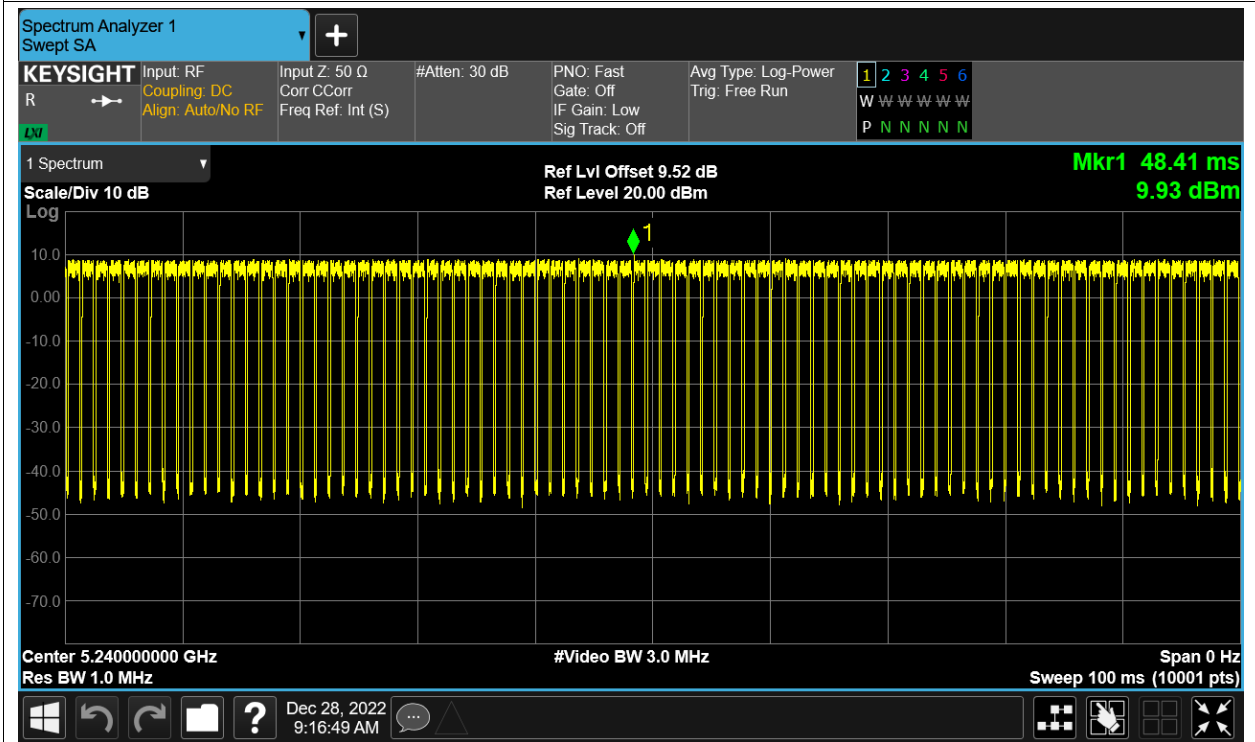 Spectrum Analyzer 1
Swept SA
KEYSIGHT
R
LXI
Input: RF
Coupling: DC
Align: Auto/No RF
Input Z: 50 Ω
Corr CCorr
Freq Ref: Int (S)
#Atten: 30 dB
PNO: Fast
Gate: Off
IF Gain: Low
Sig Track: Off
Avg Type: Log-Power
Trig: Free Run
1 2 3 4 5 6
W W W W W W
P N N N N N
1 Spectrum
Scale/Div 10 dB
Log
Ref Lvl Offset 9.52 dB
Ref Level 20.00 dBm
Mkr1 48.41 ms
9.93 dBm
1
10.0
0.00
-10.0
-20.0
-30.0
-40.0
-50.0
-60.0
-70.0
Center 5.240000000 GHz
Res BW 1.0 MHz
#Video BW 3.0 MHz
Span 0 Hz
Sweep 100 ms (10001 pts)
?
Dec 28, 2022
9:16:49 AM